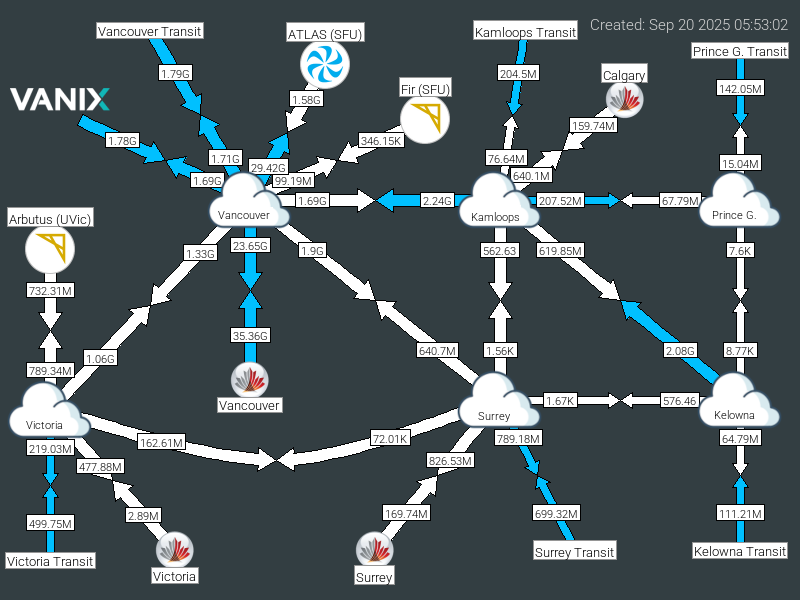 Created: Sep 20 2025 05:53:02
Vancouver Transit
ATLAS (SFU)
Kamloops Transit
Prince G. Transit
1.79G
204.5M
Calgary
Fir (SFU)
142.05M
VANIX
1.58G
159.74M
1.78G
346.15K
1.71G
76.64M
15.04M
29.42G
640.1M
1.69G
99.19M
1.69G
2.24G
207.52M
67.79M
Arbutus (UVic)
Vancouver
Kamloops
Prince G.
1.33G
23.65G
1.9G
562.63
619.85M
7.6K
732.31M
35.36G
1.06G
640.7M
1.56K
2.08G
8.77K
789.34M
Vancouver
1.67K
576.46
Victoria
Surrey
Kelowna
162.61M
72.01K
789.18M
64.79M
219.03M
477.88M
826.53M
499.75M
2.89M
169.74M
699.32M
111.21M
Victoria Transit
Victoria
Surrey
Surrey Transit
Kelowna Transit